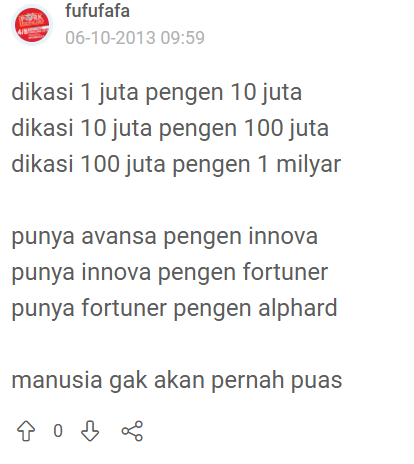 fufufafa
06-10-2013 09:59
dikasi 1 juta pengen 10 juta
dikasi 10 juta pengen 100 juta
dikasi 100 juta pengen 1 milyar
punya avansa pengen innova
punya innova pengen fortuner
punya fortuner pengen alphard
manusia gak akan pernah puas
0